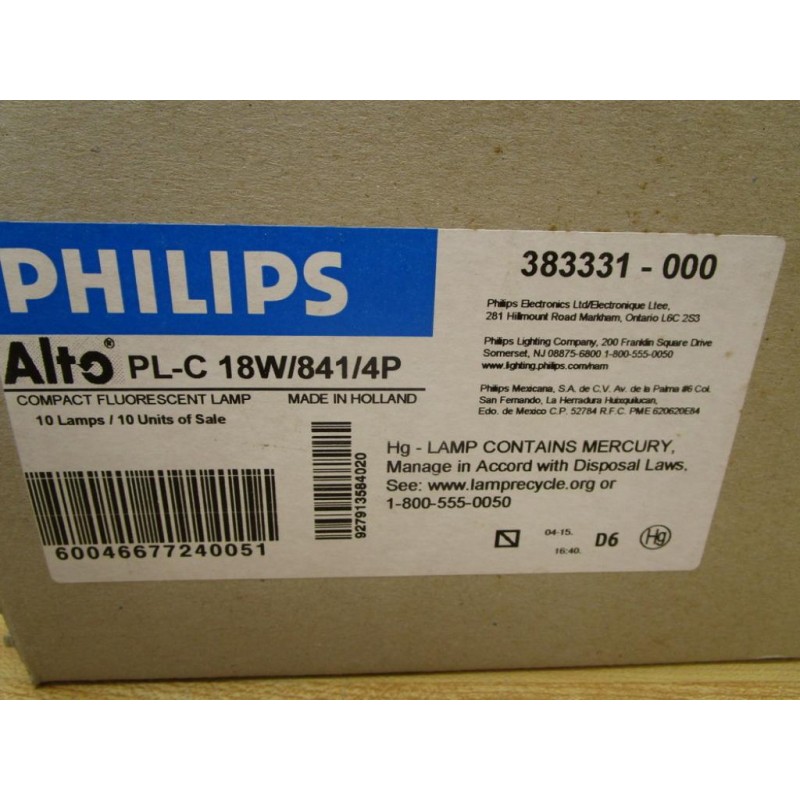 PHILIPS
Alto® PL-C 18W/841/4P
COMPACT FLUORESCENT LAMP MADE IN HOLLAND
10 Lamps / 10 Units of Sale
60046677240051
927913584020
383331 - 000
Philips Electronics Ltd/Electronique Ltee,
281 Hillmount Road Markham, Ontario L6C 2S3
Philips Lighting Company, 200 Franklin Square Drive
Somerset, NJ 08875-6800 1-800-555-0050
www.lighting.philips.com/nam
Philips Mexicana, S.A. de C.V. Av. de la Palma #6 Col.
San Fernando, La Herradura Huixquilucan,
Edo. de Mexico C.P. 52784 R.F.C. PME 620620E84
Hg - LAMP CONTAINS MERCURY,
Manage in Accord with Disposal Laws.
See: www.lamprecycle.org or
1-800-555-0050
04-15.
16:40.
D6
Hg